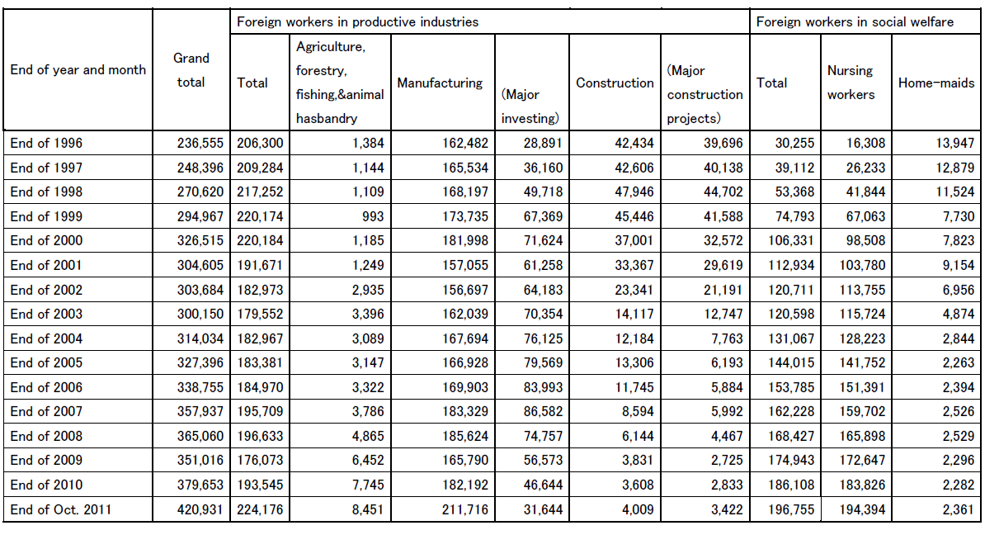 Foreign workers in productive industries Foreign workers in social welfare
End of year and month Grand total Total Agriculture, forestry, fishing,&animal hasbandry Manufacturing (Major investing) Construction (Major construction projects) Total Nursing workers Home-maids
End of 1996 236,555 206,300 1,384 162,482 28,891 42,434 39,696 30,255 16,308 13,947
End of 1997 248,396 209,284 1,144 165,534 36,160 42,606 40,138 39,112 26,233 12,879
End of 1998 270,620 217,252 1,109 168,197 49,718 47,946 44,702 53,368 41,844 11,524
End of 1999 294,967 220,174 993 173,735 67,369 45,446 41,588 74,793 67,063 7,730
End of 2000 326,515 220,184 1,185 181,998 71,624 37,001 32,572 106,331 98,508 7,823
End of 2001 304,605 191,671 1,249 157,055 61,258 33,367 29,619 112,934 103,780 9,154
End of 2002 303,684 182,973 2,935 156,697 64,183 23,341 21,191 120,711 113,755 6,956
End of 2003 300,150 179,552 3,396 162,039 70,354 14,117 12,747 120,598 115,724 4,874
End of 2004 314,034 182,967 3,089 167,694 76,125 12,184 7,763 131,067 128,223 2,844
End of 2005 327,396 183,381 3,147 166,928 79,569 13,306 6,193 144,015 141,752 2,263
End of 2006 338,755 184,970 3,322 169,903 83,993 11,745 5,884 153,785 151,391 2,394
End of 2007 357,937 195,709 3,786 183,329 86,582 8,594 5,992 162,228 159,702 2,526
End of 2008 365,060 196,633 4,865 185,624 74,757 6,144 4,467 168,427 165,898 2,529
End of 2009 351,016 176,073 6,452 165,790 56,573 3,831 2,725 174,943 172,647 2,296
End of 2010 379,653 193,545 7,745 182,192 46,644 3,608 2,833 186,108 183,826 2,282
End of Oct. 2011 420,931 224,176 8,451 211,716 31,644 4,009 3,422 196,755 194,394 2,361